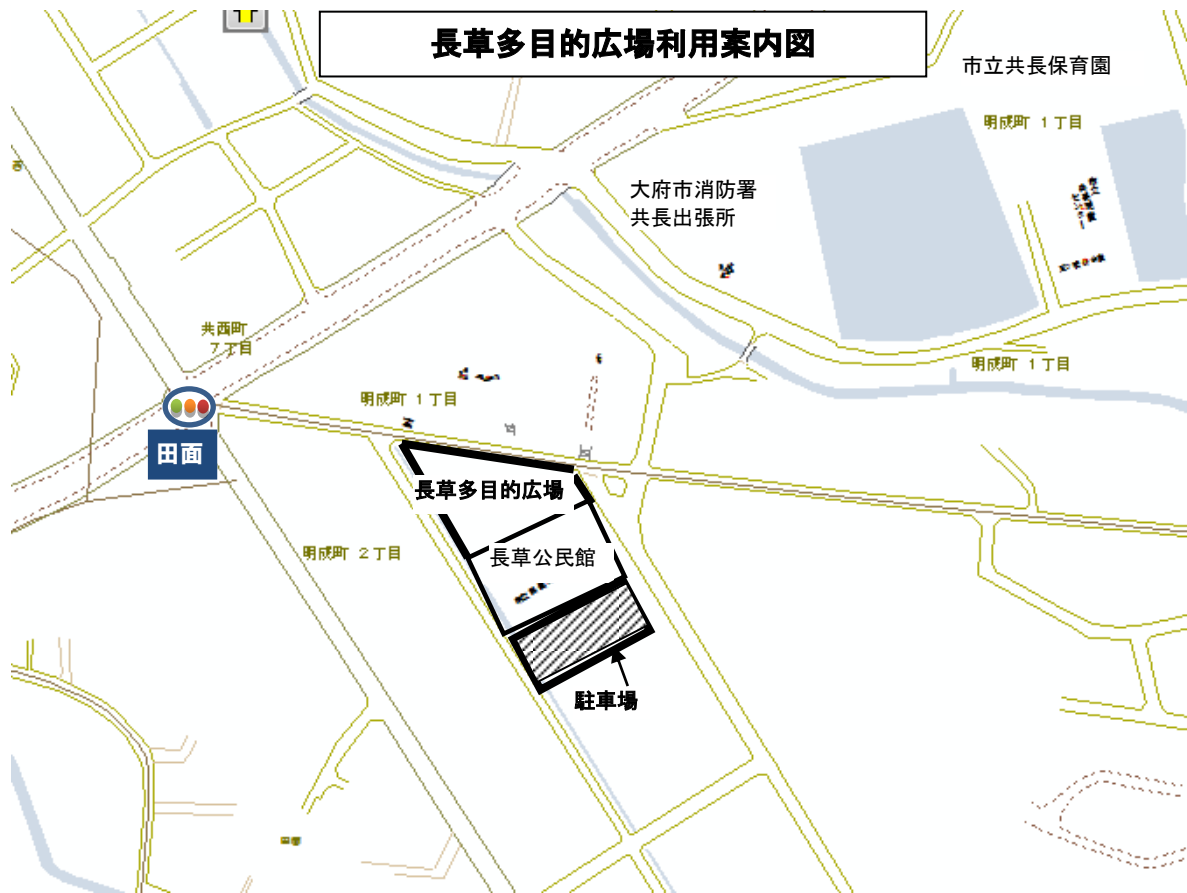 長草多目的広場利用案内図
市立共長保育園
明成町 1丁目
大府市消防署
共長出張所
共西町
7丁目
明成町 1丁目
明成町 1丁目
田面
長草多目的広場
明成町 2丁目
長草公民館
駐車場
田面